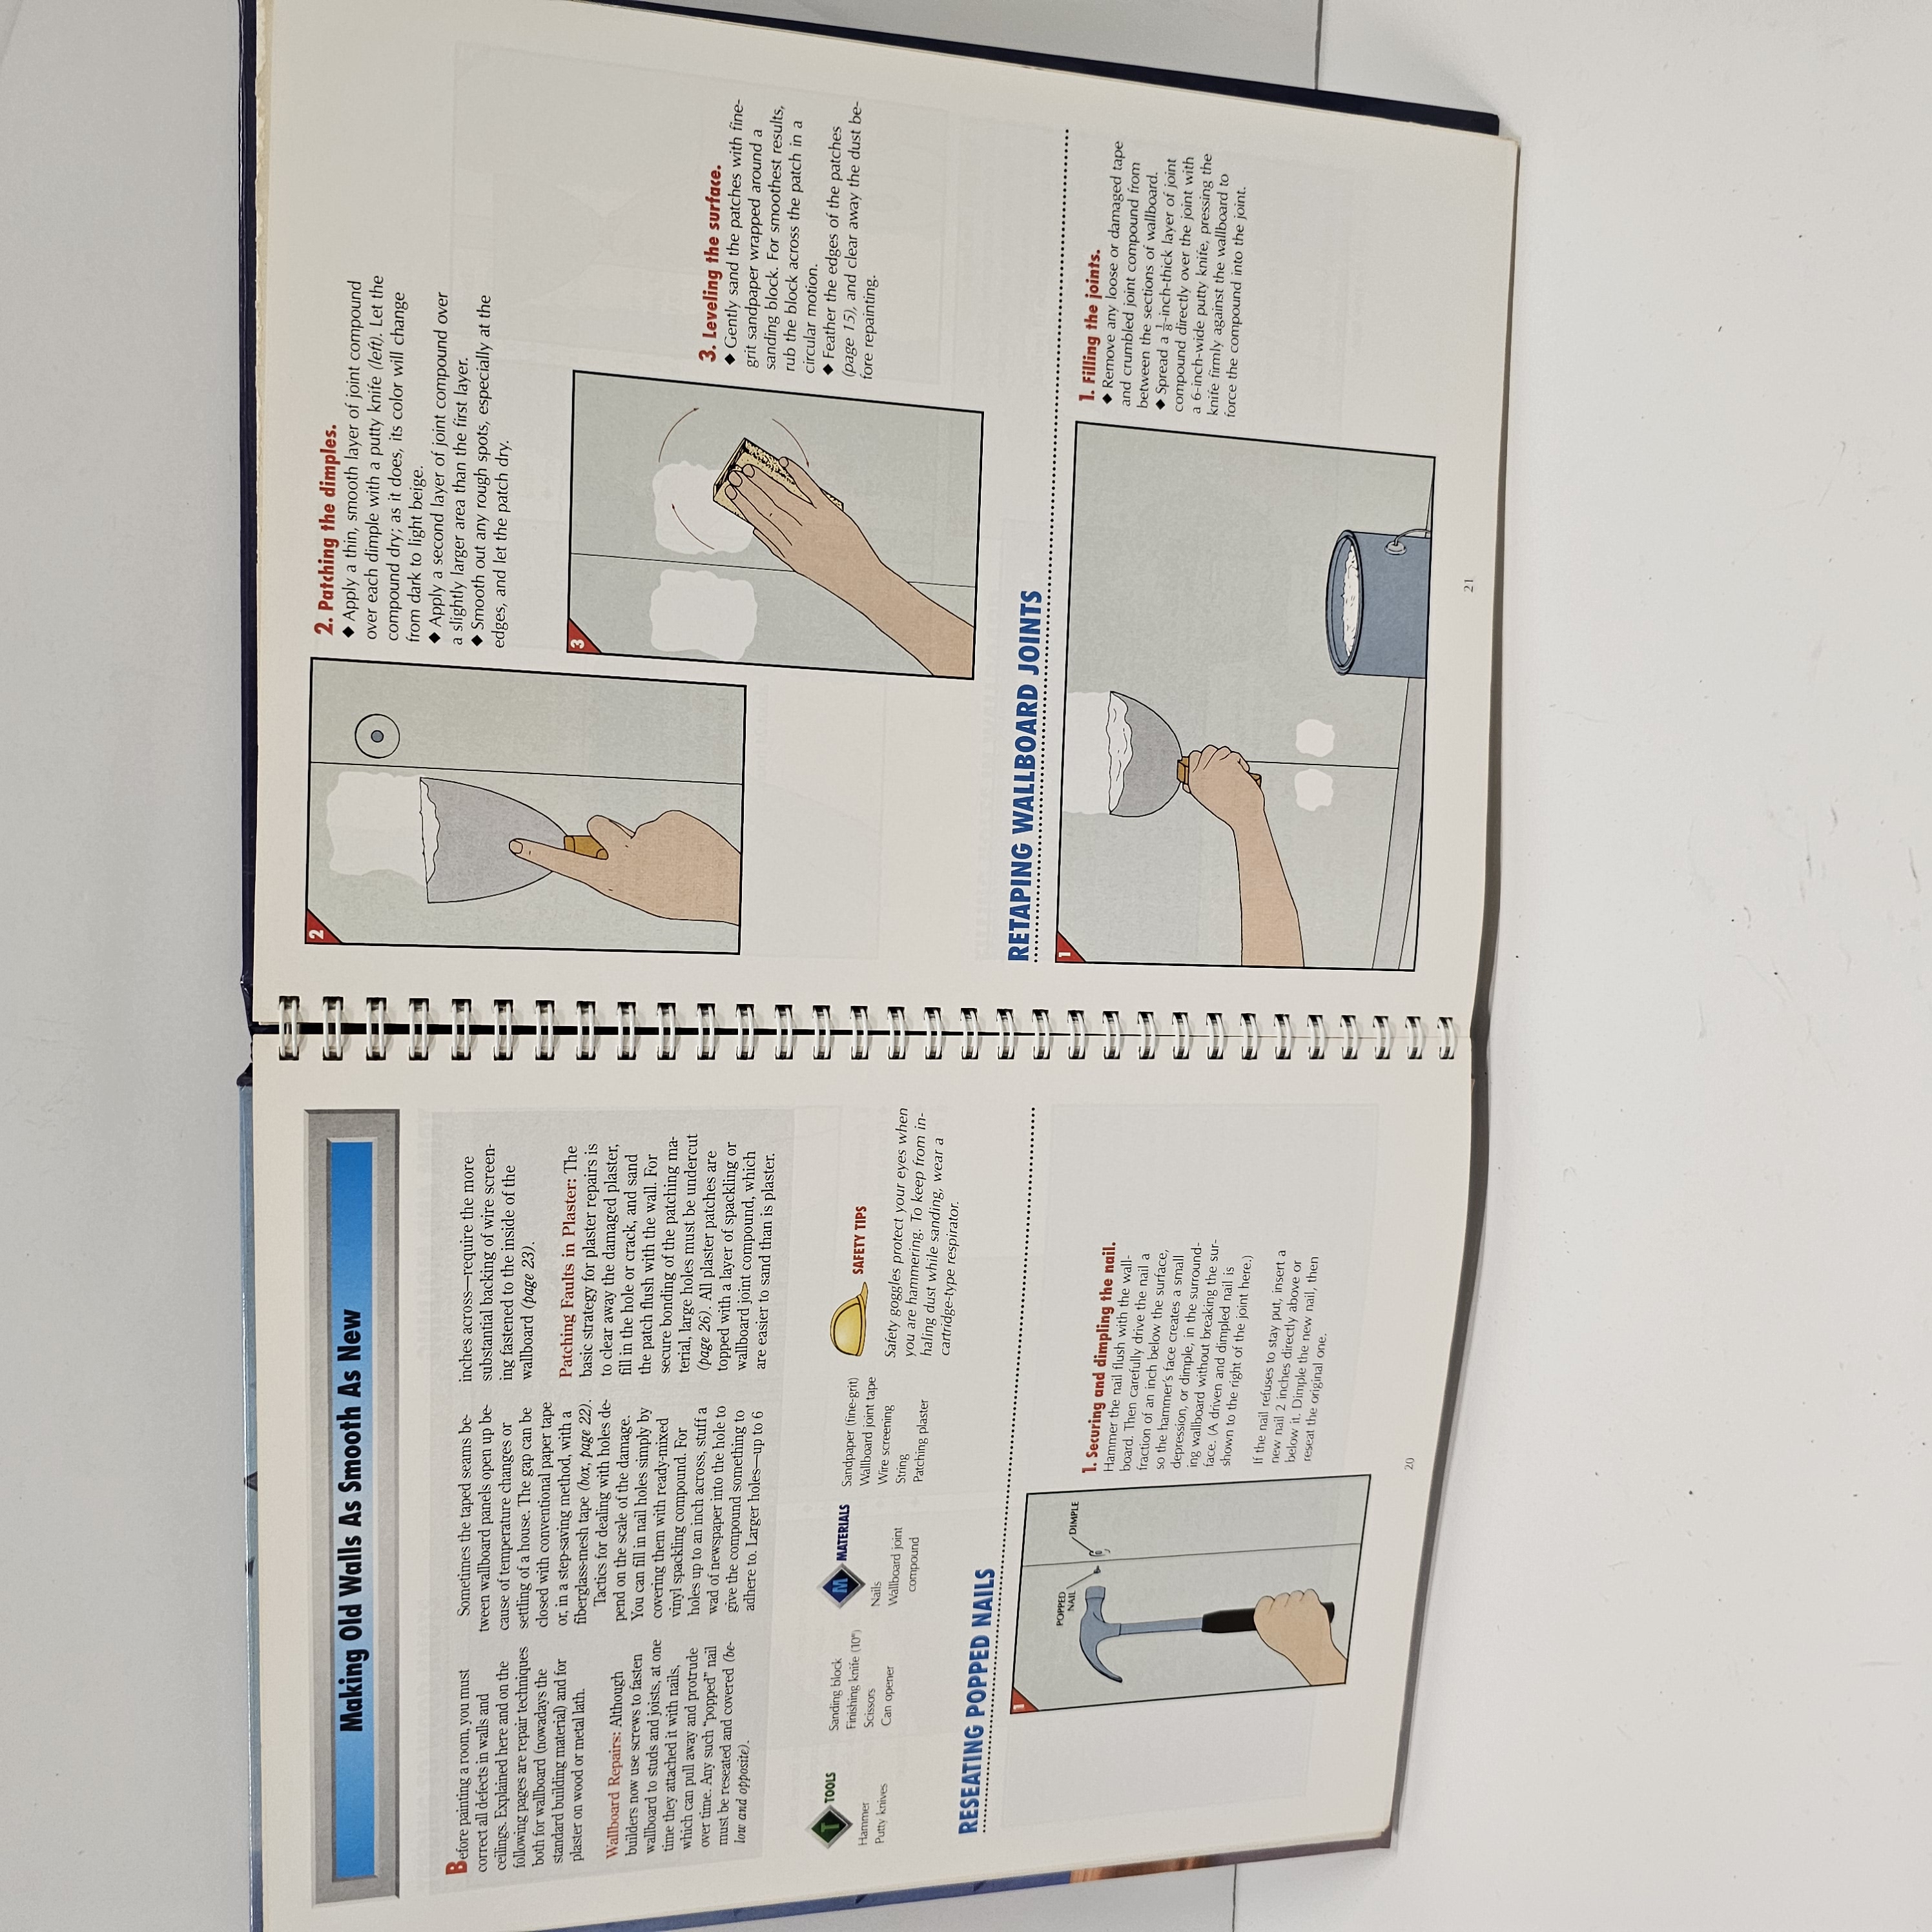 Making Old Walls As Smooth As New
Before painting a room, you must
correct all defects in walls and
ceilings. Explained here and on the
following pages are repair techniques
both for wallboard (nowadays the
standard building material) and for
plaster on wood or metal lath.
Wallboard Repairs: Although
builders now use screws to fasten
wallboard to studs and joists, at one
time they attached it with nails,
which can pull away and protrude
over time. Any such “popped” nail
must be reseated and covered (be-
low and opposite).
Sometimes the taped seams be-
tween wallboard panels open up be-
cause of temperature changes or
settling of a house. The gap can be
closed with conventional paper tape
or, in a step-saving method, with a
fiberglass-mesh tape (box, page 22).
Tactics for dealing with holes de-
pend on the scale of the damage.
You can fill in nail holes simply by
covering them with ready-mixed
vinyl spackling compound. For
holes up to an inch across, stuff a
wad of newspaper into the hole to
give the compound something to
adhere to. Larger holes—up to 6
inches across—require the more
substantial backing of wire screen-
ing fastened to the inside of the
wallboard (page 23).
Patching Faults in Plaster: The
basic strategy for plaster repairs is
to clear away the damaged plaster,
fill in the hole or crack, and sand
the patch flush with the wall. For
secure bonding of the patching ma-
terial, large holes must be undercut
(page 26). All plaster patches are
topped with a layer of spackling or
wallboard joint compound, which
are easier to sand than is plaster.
T TOOLS
Hammer
Putty knives
Sanding block
Finishing knife (10")
Scissors
Can opener
M MATERIALS
Nails
Wallboard joint
compound
Sandpaper (fine-grit)
Wallboard joint tape
Wire screening
String
Patching plaster
SAFETY TIPS
Safety goggles protect your eyes when
you are hammering. To keep from in-
haling dust while sanding, wear a
cartridge-type respirator.
RESEATING POPPED NAILS
1
POPPED
NAIL
DIMPLE
1. Securing and dimpling the nail.
Hammer the nail flush with the wall-
board. Then carefully drive the nail a
fraction of an inch below the surface,
so the hammer's face creates a small
depression, or dimple, in the surround-
ing wallboard without breaking the sur-
face. (A driven and dimpled nail is
shown to the right of the joint here.)
If the nail refuses to stay put, insert a
new nail 2 inches directly above or
below it. Dimple the new nail, then
reseat the original one.
20
2
2. Patching the dimples.
◆ Apply a thin, smooth layer of joint compound
over each dimple with a putty knife (left). Let the
compound dry; as it does, its color will change
from dark to light beige.
◆ Apply a second layer of joint compound over
a slightly larger area than the first layer.
◆ Smooth out any rough spots, especially at the
edges, and let the patch dry.
3
3. Leveling the surface.
◆ Gently sand the patches with fine-
grit sandpaper wrapped around a
sanding block. For smoothest results,
rub the block across the patch in a
circular motion.
◆ Feather the edges of the patches
(page 15), and clear away the dust be-
fore repainting.
RETAPING WALLBOARD JOINTS
1
1. Filling the joints.
◆ Remove any loose or damaged tape
and crumbled joint compound from
between the sections of wallboard.
◆ Spread a 1/8-inch-thick layer of joint
compound directly over the joint with
a 6-inch-wide putty knife, pressing the
knife firmly against the wallboard to
force the compound into the joint.
21